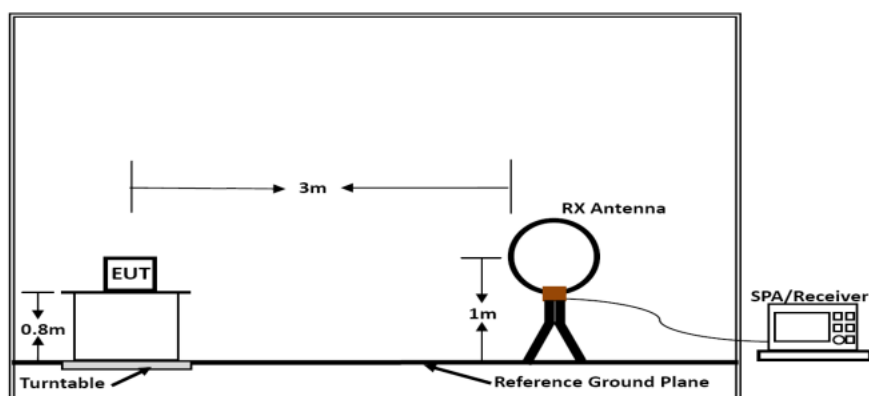 3m
RX Antenna
EUT
SPA/Receiver
0.8m
1m
Turntable
Reference Ground Plane